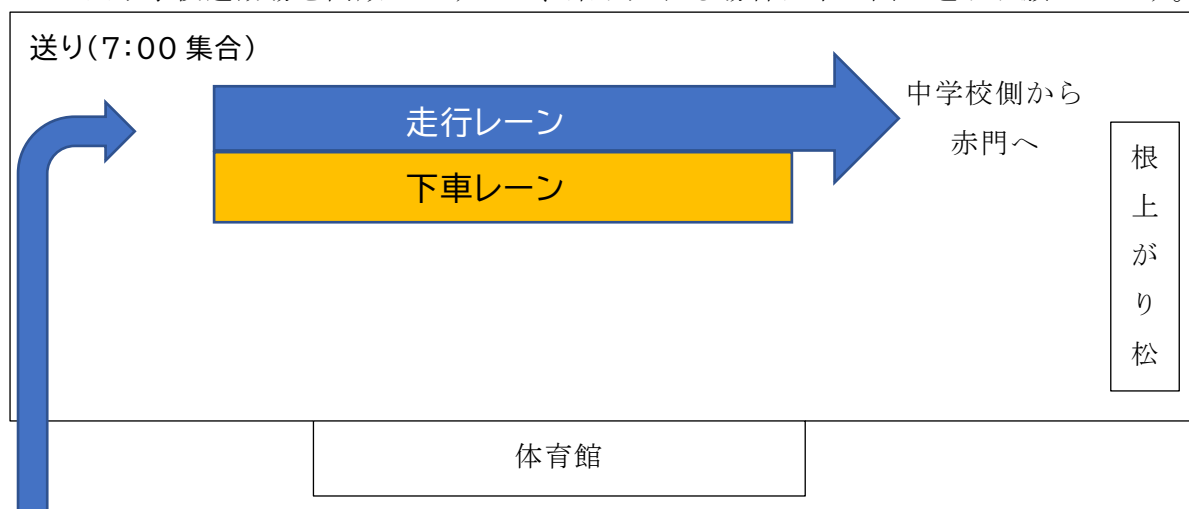 送り(7:00 集合)
走行レーン
下車レーン
中学校側から
赤門へ
根上がり松
体育館